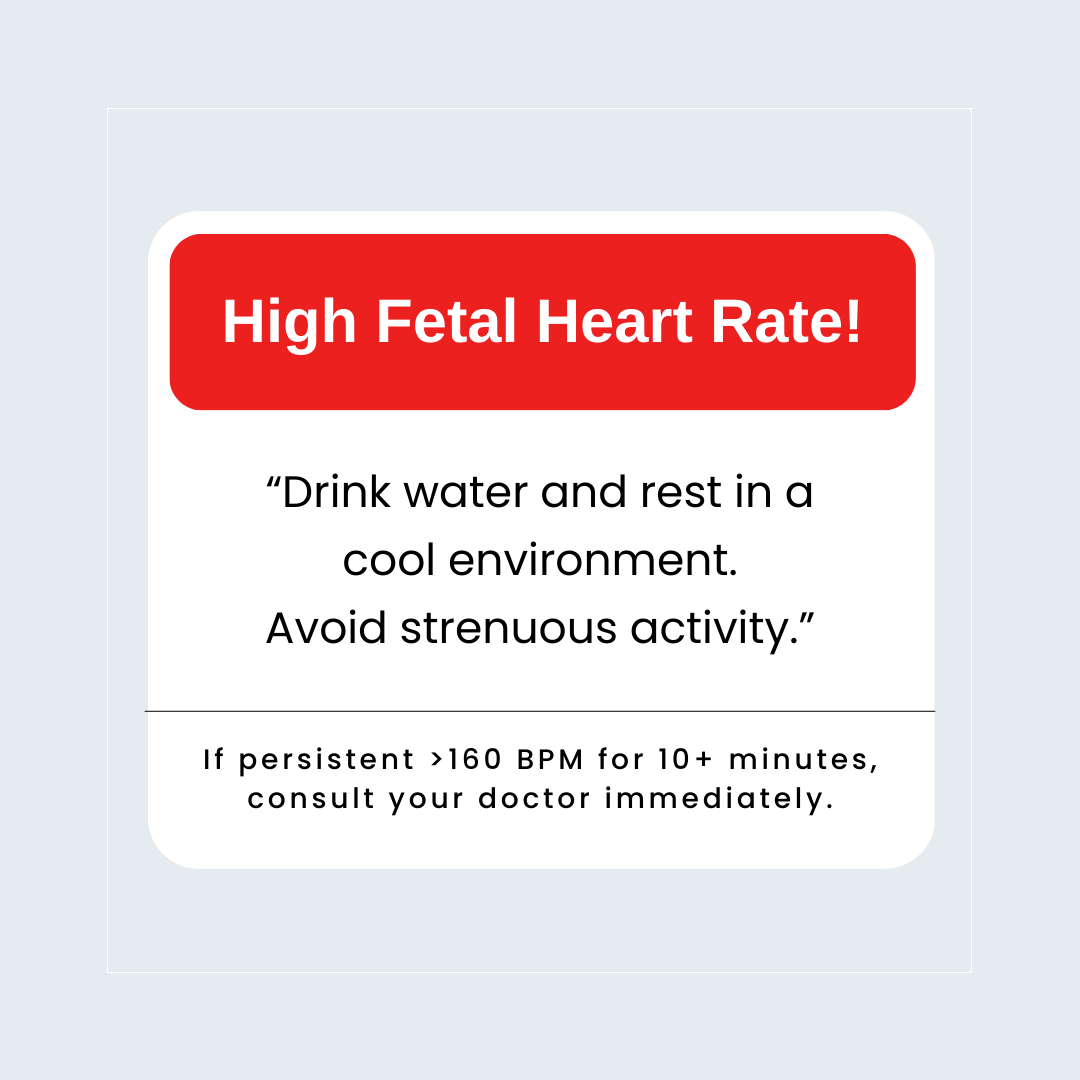 High Fetal Heart Rate!
“Drink water and rest in a
cool environment.
Avoid strenuous activity.”
If persistent >160 BPM for 10+ minutes,
consult your doctor immediately.